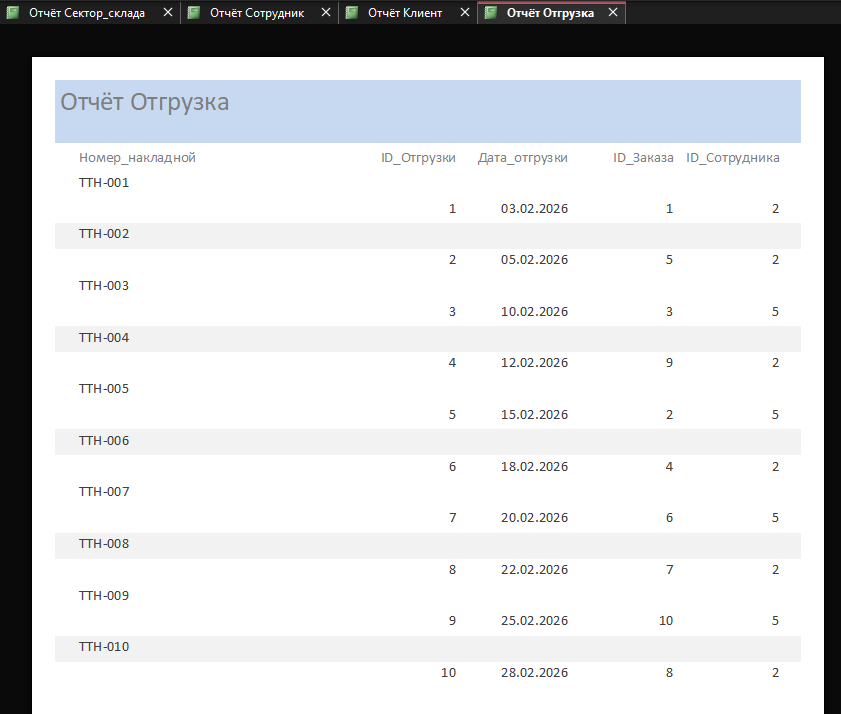 Отчёт Сектор_склада Отчёт Сотрудник Отчёт Клиент Отчёт Отгрузка
Отчёт Отгрузка
Номер_накладной ID_Отгрузки Дата_отгрузки ID_Заказа ID_Сотрудника
ТТН-001
1 03.02.2026 1 2
ТТН-002
2 05.02.2026 5 2
ТТН-003
3 10.02.2026 3 5
ТТН-004
4 12.02.2026 9 2
ТТН-005
5 15.02.2026 2 5
ТТН-006
6 18.02.2026 4 2
ТТН-007
7 20.02.2026 6 5
ТТН-008
8 22.02.2026 7 2
ТТН-009
9 25.02.2026 10 5
ТТН-010
10 28.02.2026 8 2